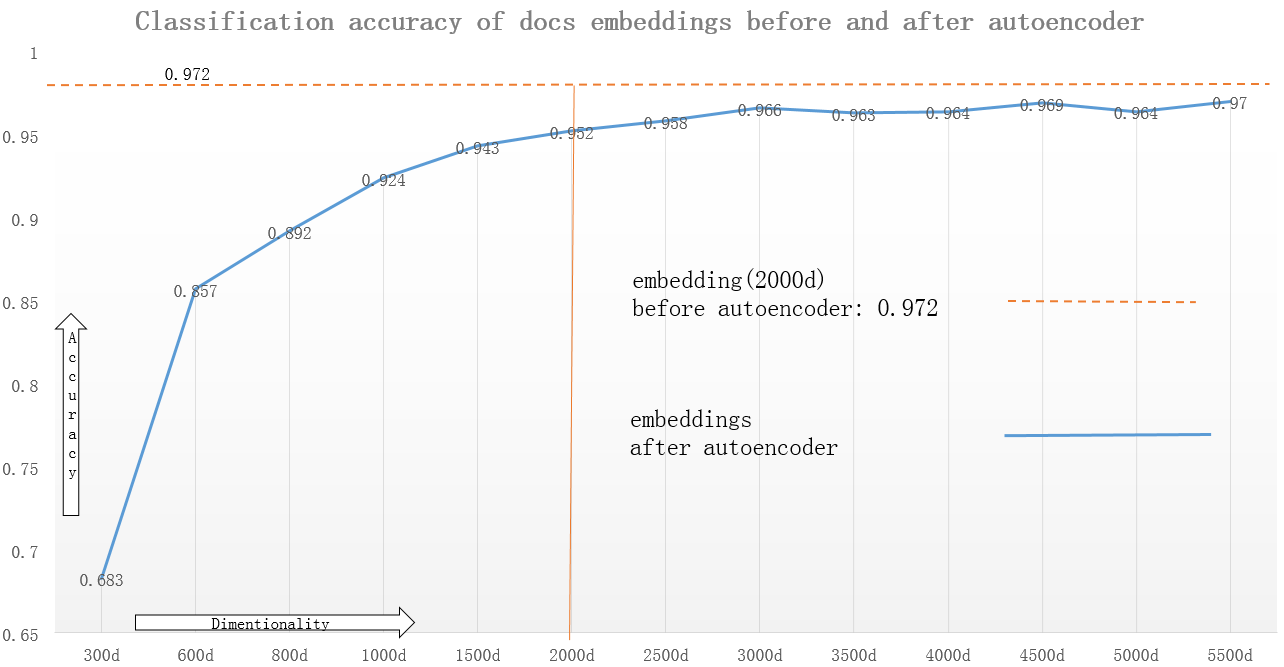 Classification accuracy of docs embeddings before and after autoencoder
1
0.972
0.95
0.9
0.85
0.8
0.75
0.7
0.65
0.683
0.857
0.892
0.924
0.943
0.952
0.958
0.966
0.963
0.964
0.969
0.964
0.97
embedding(2000d)
before autoencoder: 0.972
embeddings
after autoencoder
Accuracy
Dimentionality
300d 600d 800d 1000d 1500d 2000d 2500d 3000d 3500d 4000d 4500d 5000d 5500d